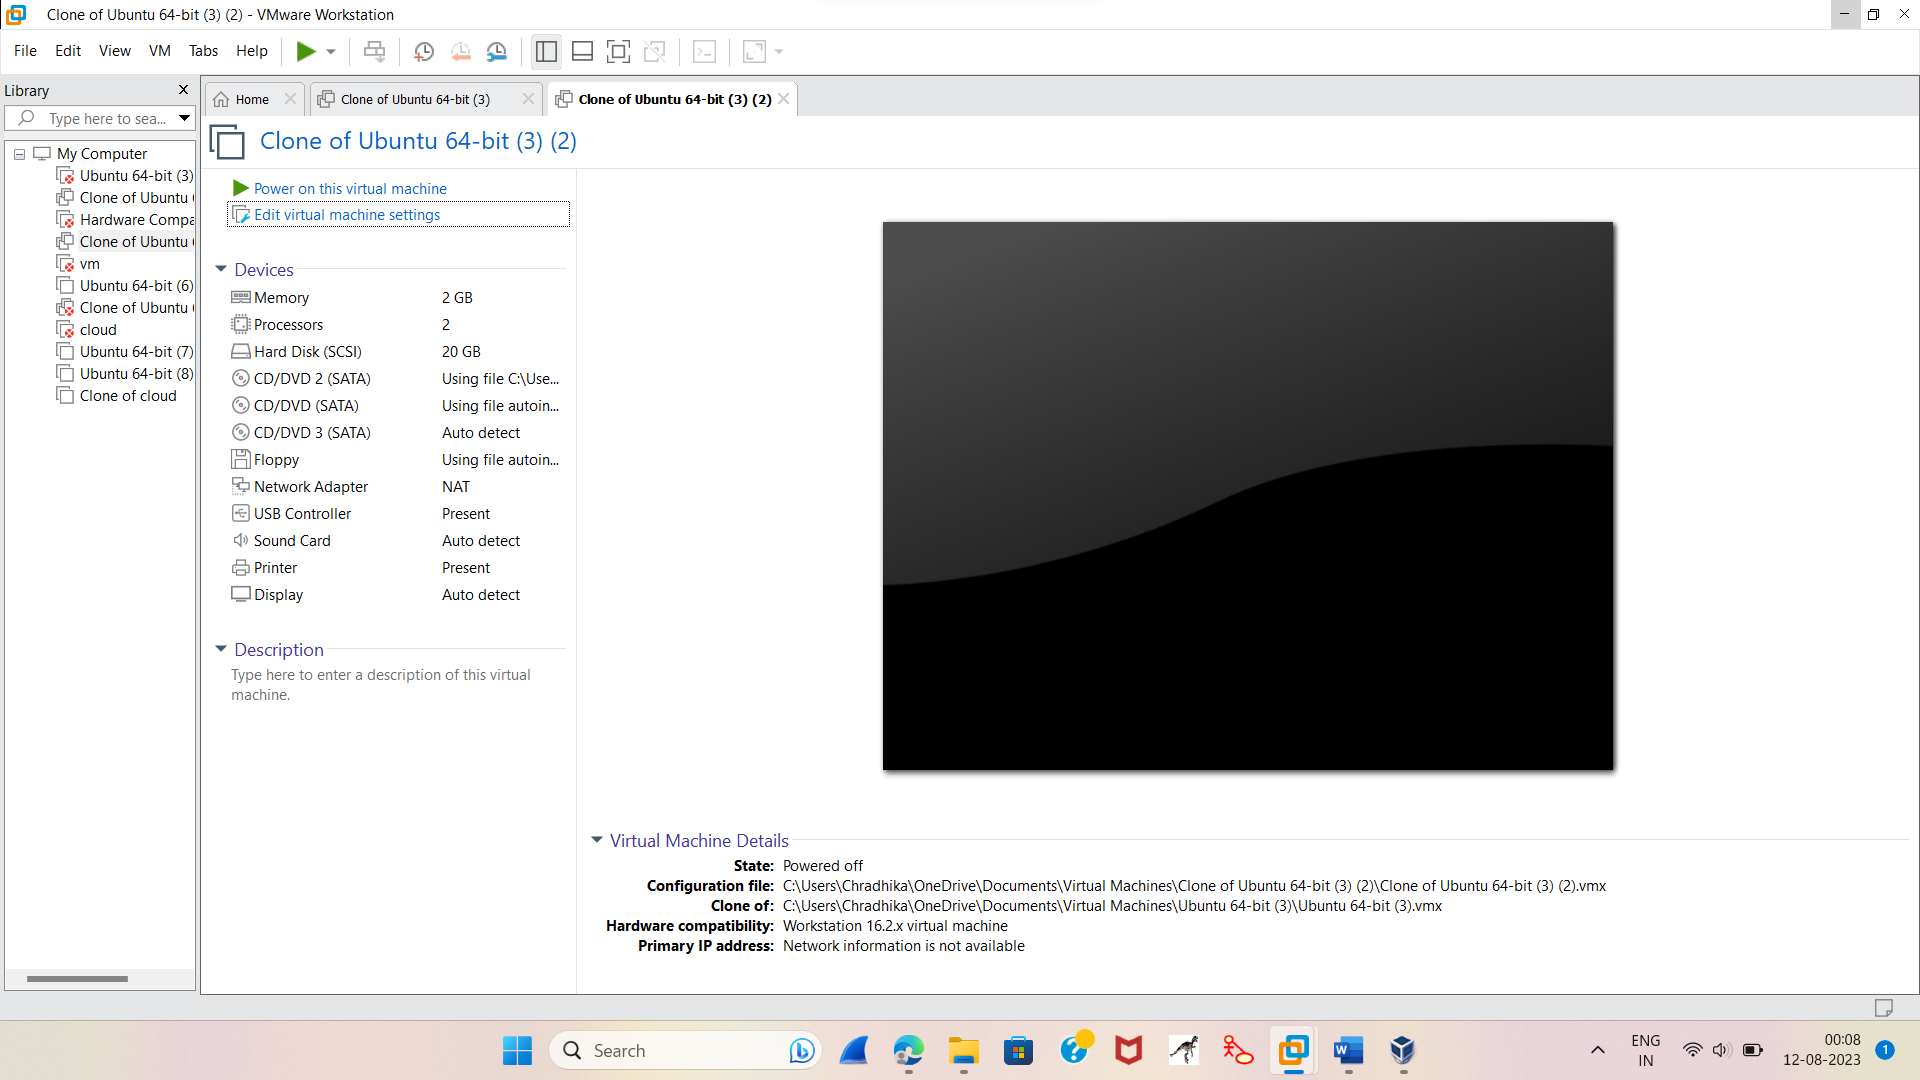 Clone of Ubuntu 64-bit (3) (2) - VMware Workstation
File Edit View VM Tabs Help
Library
Type here to sea...
My Computer
Ubuntu 64-bit (3)
Clone of Ubuntu
Hardware Compa
Clone of Ubuntu
vm
Ubuntu 64-bit (6)
Clone of Ubuntu
cloud
Ubuntu 64-bit (7)
Ubuntu 64-bit (8)
Clone of cloud
Home
Clone of Ubuntu 64-bit (3)
Clone of Ubuntu 64-bit (3) (2)
Clone of Ubuntu 64-bit (3) (2)
Power on this virtual machine
Edit virtual machine settings
Devices
Memory 2 GB
Processors 2
Hard Disk (SCSI) 20 GB
CD/DVD 2 (SATA) Using file C:\Use...
CD/DVD (SATA) Using file autoin...
CD/DVD 3 (SATA) Auto detect
Floppy Using file autoin...
Network Adapter NAT
USB Controller Present
Sound Card Auto detect
Printer Present
Display Auto detect
Description
Type here to enter a description of this virtual
machine.
Virtual Machine Details
State: Powered off
Configuration file: C:\Users\Chradhika\OneDrive\Documents\Virtual Machines\Clone of Ubuntu 64-bit (3) (2)\Clone of Ubuntu 64-bit (3) (2).vmx
Clone of: C:\Users\Chradhika\OneDrive\Documents\Virtual Machines\Ubuntu 64-bit (3)\Ubuntu 64-bit (3).vmx
Hardware compatibility: Workstation 16.2.x virtual machine
Primary IP address: Network information is not available
Search
ENG
IN
00:08
12-08-2023
1